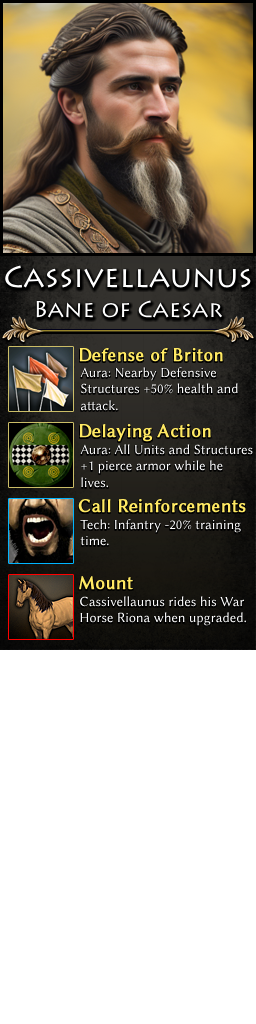 Cassivellaunus
Bane of Caesar
Defense of Briton
Aura: Nearby Defensive
Structures +50% health and
attack.
Delaying Action
Aura: All Units and Structures
+1 pierce armor while he
lives.
Call Reinforcements
Tech: Infantry -20% training
time.
Mount
Cassivellaunus rides his War
Horse Riona when upgraded.